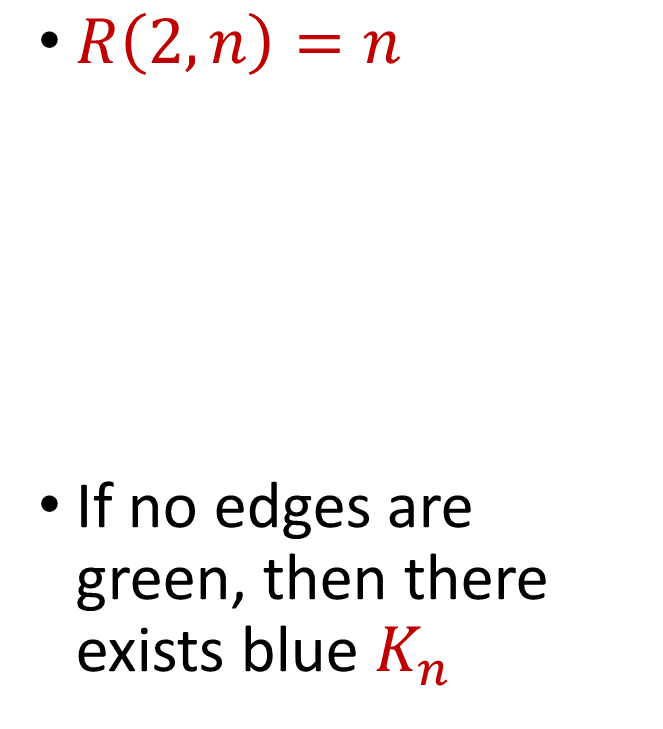 • R(2, n) = n
• If no edges are
green, then there
exists blue Kₙ